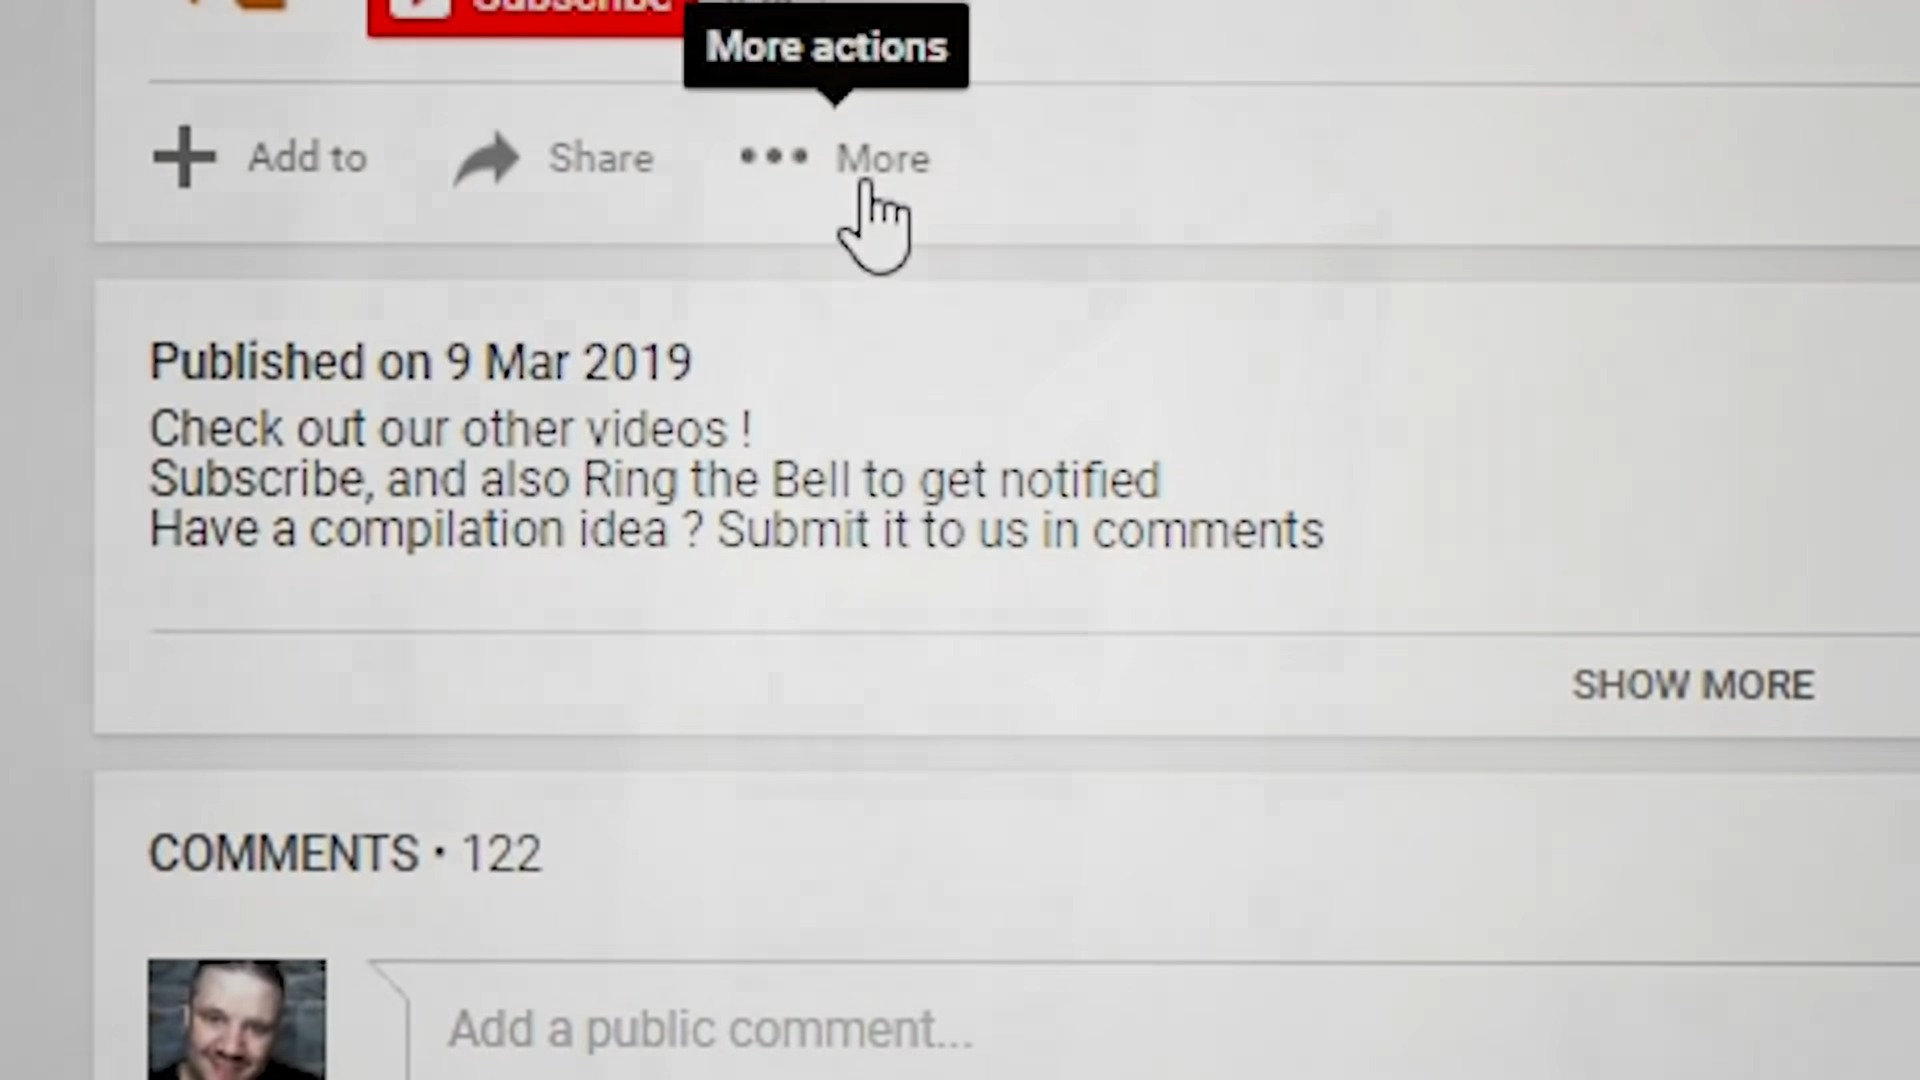 Subscribe
More actions
Add to
Share
More
Published on 9 Mar 2019
Check out our other videos !
Subscribe, and also Ring the Bell to get notified
Have a compilation idea ? Submit it to us in comments
SHOW MORE
COMMENTS • 122
Add a public comment...